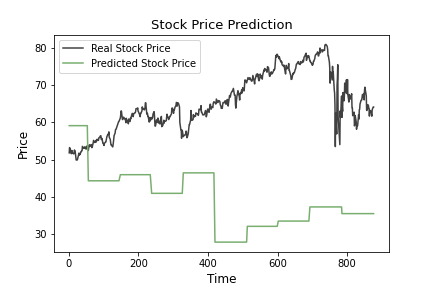 Stock Price Prediction
Real Stock Price
Predicted Stock Price
Price
80
70
60
50
40
30
0 200 400 600 800
Time